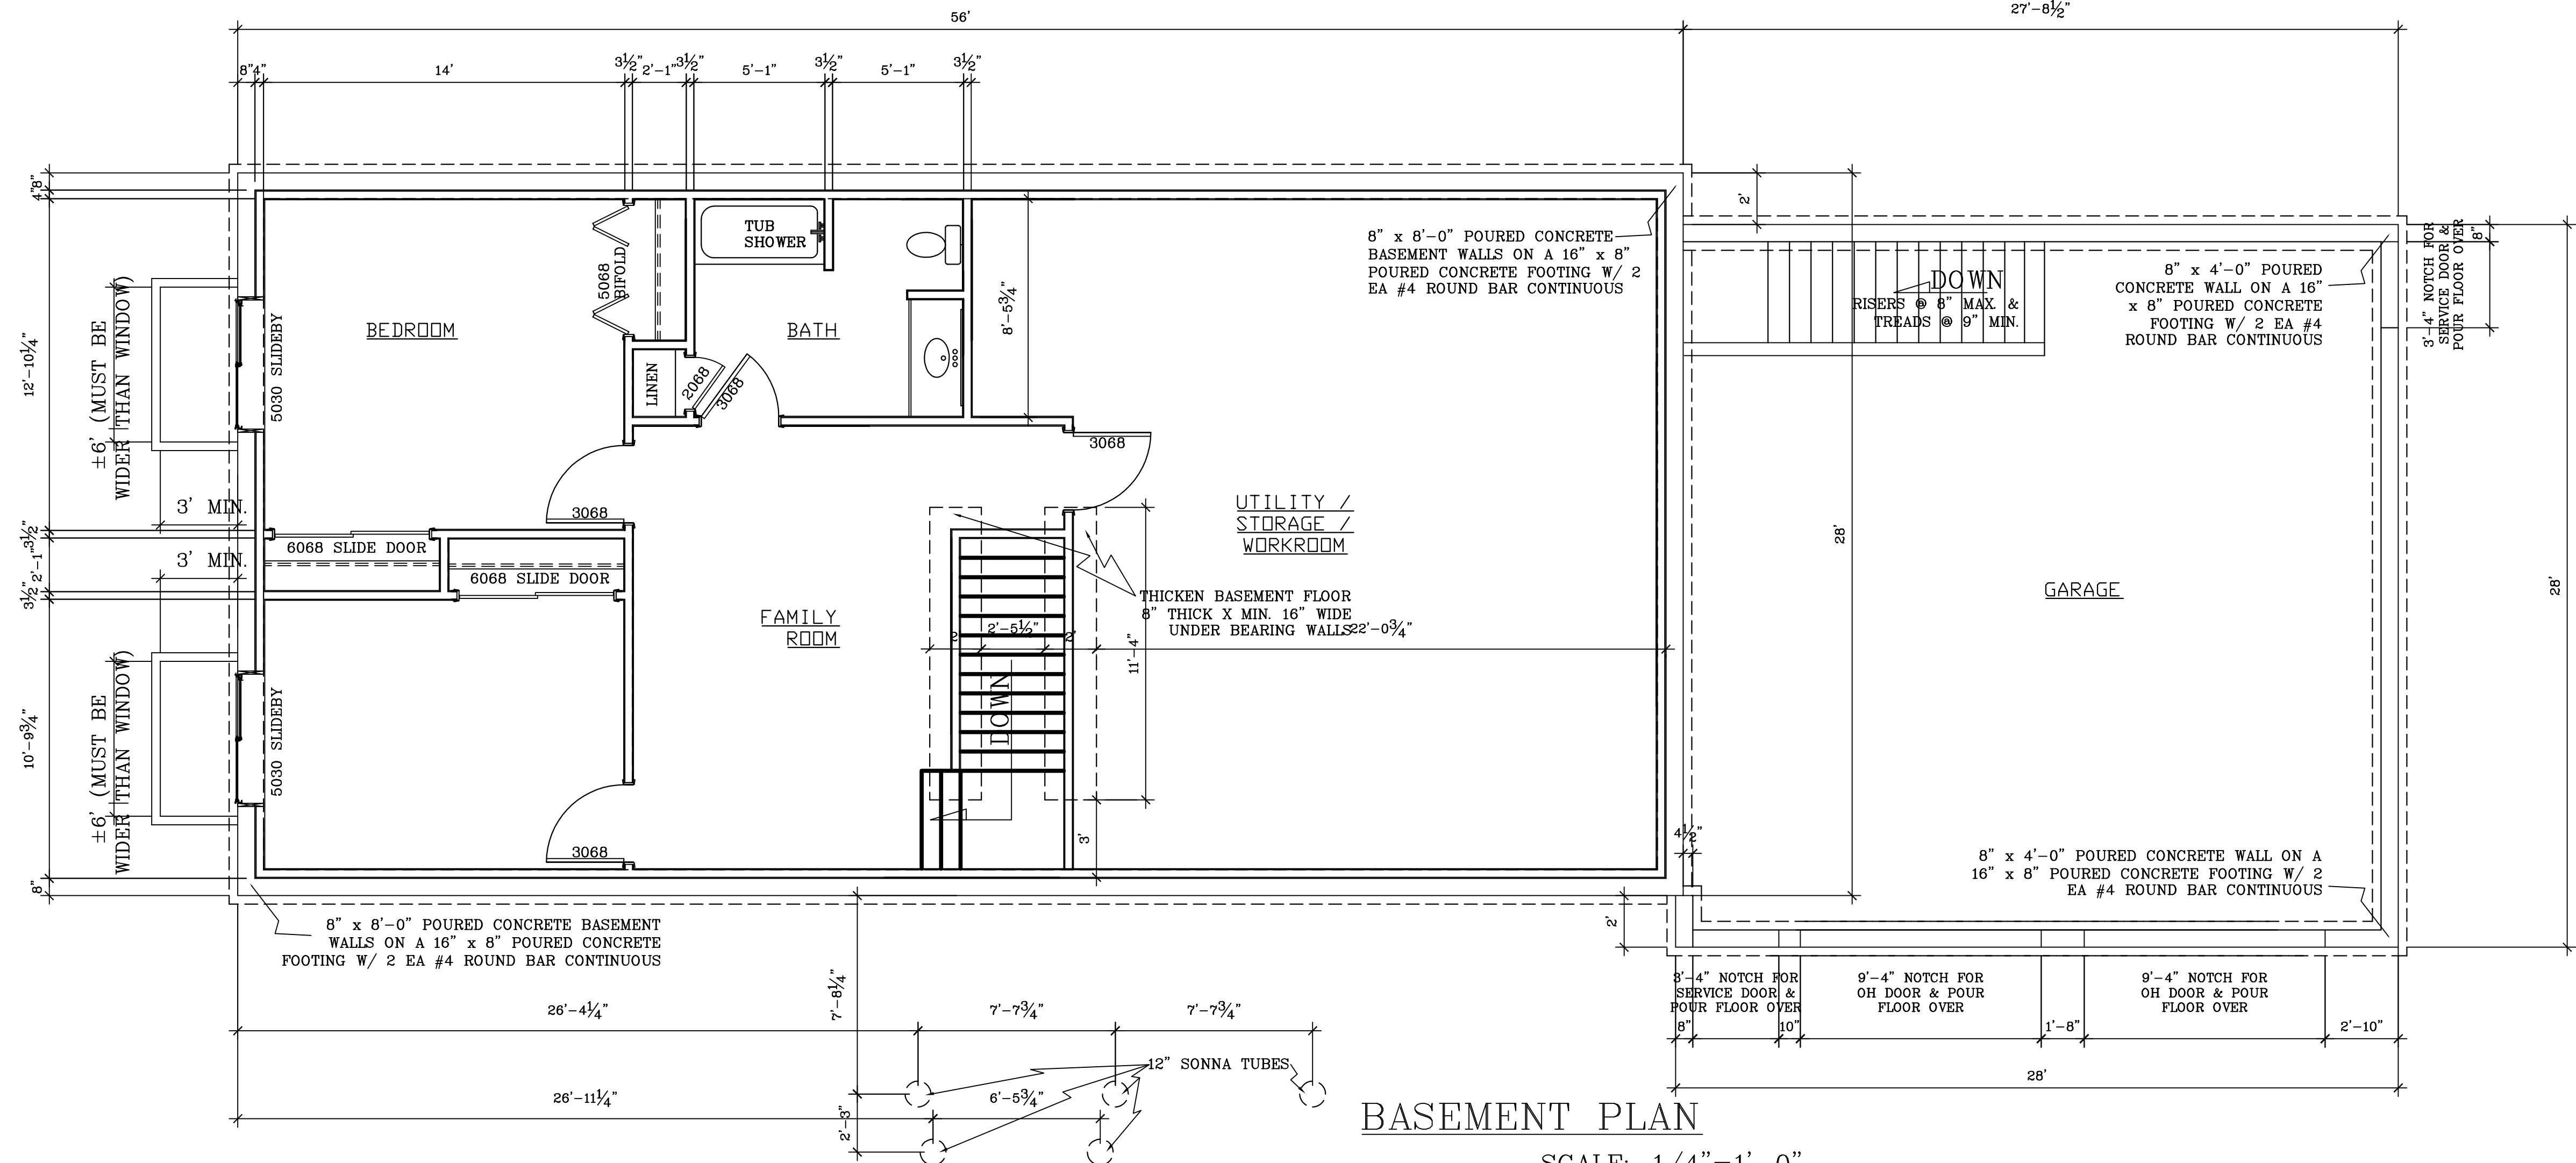 56'
27'-8½"
8"
4"
14'
3½"
2'-1"
3½"
5'-1"
3½"
5'-1"
3½"
4"
8"
12'-10¼"
3½"
2'-1"
3½"
10'-9¾"
8"
±6' (MUST BE
WIDER THAN WINDOW)
3' MIN.
3' MIN.
±6' (MUST BE
WIDER THAN WINDOW)
5030 SLIDEBY
5030 SLIDEBY
BEDROOM
5068
BIFOLD
TUB
SHOWER
BATH
LINEN
2068
3068
8'-5¾"
3068
3068
6068 SLIDE DOOR
6068 SLIDE DOOR
3068
FAMILY
ROOM
2'
2'-5½"
2'
22'-0¾"
11'-4"
DOWN
3'
UTILITY /
STORAGE /
WORKROOM
THICKEN BASEMENT FLOOR
8" THICK X MIN. 16" WIDE
UNDER BEARING WALLS
8" x 8'-0" POURED CONCRETE
BASEMENT WALLS ON A 16" x 8"
POURED CONCRETE FOOTING W/ 2
EA #4 ROUND BAR CONTINUOUS
2'
28'
DOWN
RISERS @ 8" MAX. &
TREADS @ 9" MIN.
8" x 4'-0" POURED
CONCRETE WALL ON A 16"
x 8" POURED CONCRETE
FOOTING W/ 2 EA #4
ROUND BAR CONTINUOUS
3'-4" NOTCH FOR
SERVICE DOOR &
POUR FLOOR OVER
8"
28'
GARAGE
4½"
8" x 4'-0" POURED CONCRETE WALL ON A
16" x 8" POURED CONCRETE FOOTING W/ 2
EA #4 ROUND BAR CONTINUOUS
2'
8" x 8'-0" POURED CONCRETE BASEMENT
WALLS ON A 16" x 8" POURED CONCRETE
FOOTING W/ 2 EA #4 ROUND BAR CONTINUOUS
3'-4" NOTCH FOR
SERVICE DOOR &
POUR FLOOR OVER
9'-4" NOTCH FOR
OH DOOR & POUR
FLOOR OVER
9'-4" NOTCH FOR
OH DOOR & POUR
FLOOR OVER
8"
10"
1'-8"
2'-10"
28'
26'-4¼"
7'-8¼"
7'-7¾"
7'-7¾"
12" SONNA TUBES
26'-11¼"
2'-3"
6'-5¾"
BASEMENT PLAN
SCALE: 1/4"=1'-0"